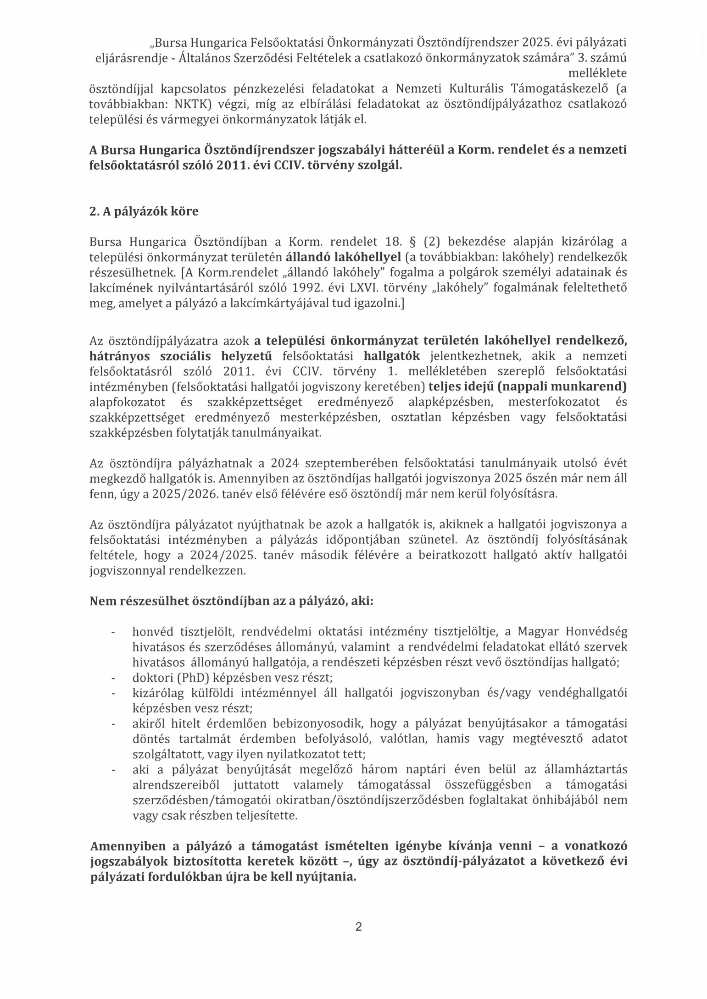 „Bursa Hungarica Felsőoktatási Önkormányzati Ösztöndíjrendszer 2025. évi pályázati
eljárásrendje - Általános Szerződési Feltételek a csatlakozó önkormányzatok számára” 3. számú
melléklete
ösztöndíjjal kapcsolatos pénzkezelési feladatokat a Nemzeti Kulturális Támogatáskezelő (a
továbbiakban: NKTK) végzi, míg az elbírálási feladatokat az ösztöndíjpályázathoz csatlakozó
települési és vármegyei önkormányzatok látják el.
A Bursa Hungarica Ösztöndíjrendszer jogszabályi hátteréül a Korm. rendelet és a nemzeti
felsőoktatásról szóló 2011. évi CCIV. törvény szolgál.
2. A pályázók köre
Bursa Hungarica Ösztöndíjban a Korm. rendelet 18. § (2) bekezdése alapján kizárólag a
települési önkormányzat területén állandó lakóhellyel (a továbbiakban: lakóhely) rendelkezők
részesülhetnek. [A Korm.rendelet „állandó lakóhely” fogalma a polgárok személyi adatainak és
lakcímének nyilvántartásáról szóló 1992. évi LXVI. törvény „lakóhely” fogalmának feleltethető
meg, amelyet a pályázó a lakcímkártyájával tud igazolni.]
Az ösztöndíjpályázatra azok a települési önkormányzat területén lakóhellyel rendelkező,
hátrányos szociális helyzetű felsőoktatási hallgatók jelentkezhetnek, akik a nemzeti
felsőoktatásról szóló 2011. évi CCIV. törvény 1. mellékletében szereplő felsőoktatási
intézményben (felsőoktatási hallgatói jogviszony keretében) teljes idejű (nappali munkarend)
alapfokozatot és szakképzettséget eredményező alapképzésben, mesterfokozatot és
szakképzettséget eredményező mesterképzésben, osztatlan képzésben vagy felsőoktatási
szakképzésben folytatják tanulmányaikat.
Az ösztöndíjra pályázhatnak a 2024 szeptemberében felsőoktatási tanulmányaik utolsó évét
megkezdő hallgatók is. Amennyiben az ösztöndíjas hallgatói jogviszonya 2025 őszén már nem áll
fenn, úgy a 2025/2026. tanév első félévére eső ösztöndíj már nem kerül folyósításra.
Az ösztöndíjra pályázatot nyújthatnak be azok a hallgatók is, akiknek a hallgatói jogviszonya a
felsőoktatási intézményben a pályázás időpontjában szünetel. Az ösztöndíj folyósításának
feltétele, hogy a 2024/2025. tanév második félévére a beiratkozott hallgató aktív hallgatói
jogviszonnyal rendelkezzen.
Nem részesülhet ösztöndíjban az a pályázó, aki:
- honvéd tisztjelölt, rendvédelmi oktatási intézmény tisztjelöltje, a Magyar Honvédség
hivatásos és szerződéses állományú, valamint a rendvédelmi feladatokat ellátó szervek
hivatásos állományú hallgatója, a rendészeti képzésben részt vevő ösztöndíjas hallgató;
- doktori (PhD) képzésben vesz részt;
- kizárólag külföldi intézménnyel áll hallgatói jogviszonyban és/vagy vendéghallgatói
képzésben vesz részt;
- akiről hitelt érdemlően bebizonyosodik, hogy a pályázat benyújtásakor a támogatási
döntés tartalmát érdemben befolyásoló, valótlan, hamis vagy megtévesztő adatot
szolgáltatott, vagy ilyen nyilatkozatot tett;
- aki a pályázat benyújtását megelőző három naptári éven belül az államháztartás
alrendszereiből juttatott valamely támogatással összefüggésben a támogatási
szerződésben/támogatói okiratban/ösztöndíjszerződésben foglaltakat önhibájából nem
vagy csak részben teljesítette.
Amennyiben a pályázó a támogatást ismételten igénybe kívánja venni – a vonatkozó
jogszabályok biztosította keretek között –, úgy az ösztöndíj-pályázatot a következő évi
pályázati fordulókban újra be kell nyújtania.
2